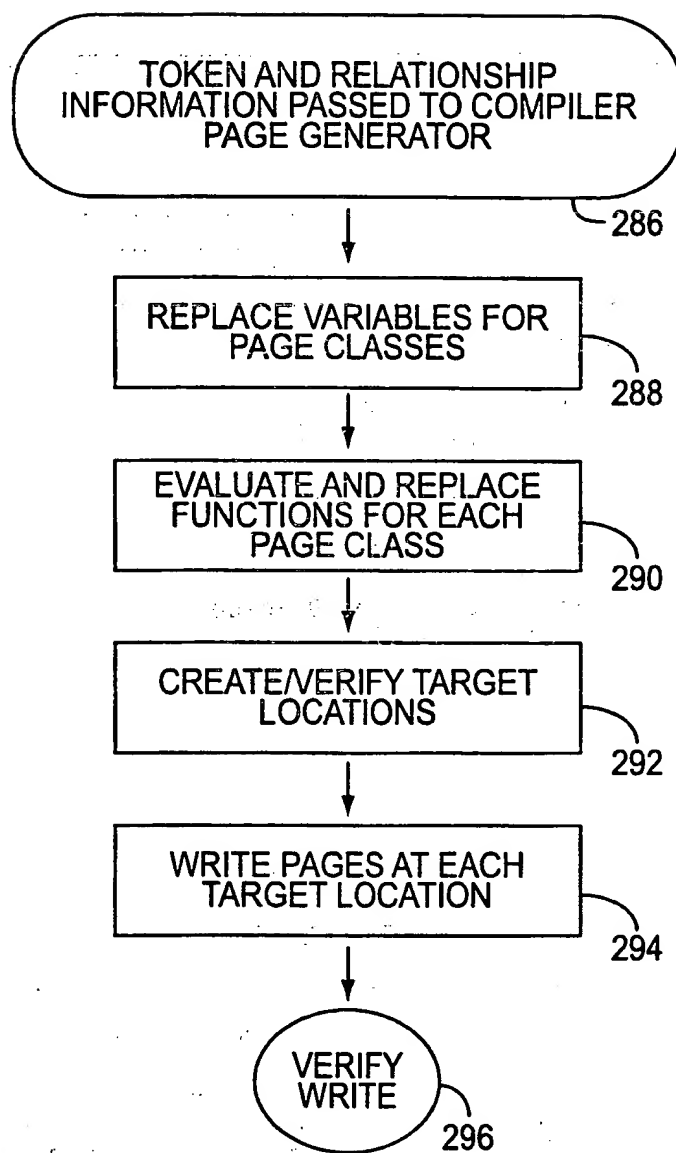 TOKEN AND RELATIONSHIP
INFORMATION PASSED TO COMPILER
PAGE GENERATOR
286
REPLACE VARIABLES FOR
PAGE CLASSES
288
EVALUATE AND REPLACE
FUNCTIONS FOR EACH
PAGE CLASS
290
CREATE/VERIFY TARGET
LOCATIONS
292
WRITE PAGES AT EACH
TARGET LOCATION
294
VERIFY
WRITE
296